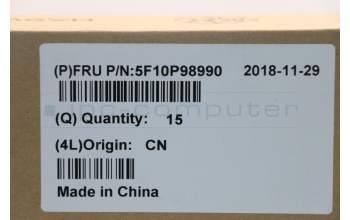 (P)FRU P/N:5F10P98990 2018-11-29
(Q) Quantity: 15
(4L)Origin: CN
Made in China